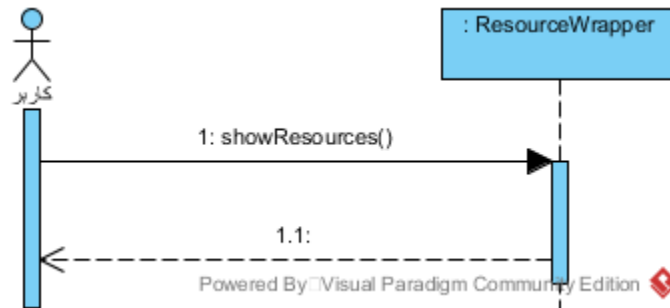 : ResourceWrapper
کاربر
1: showResources()
1.1:
Powered By Visual Paradigm Community Edition